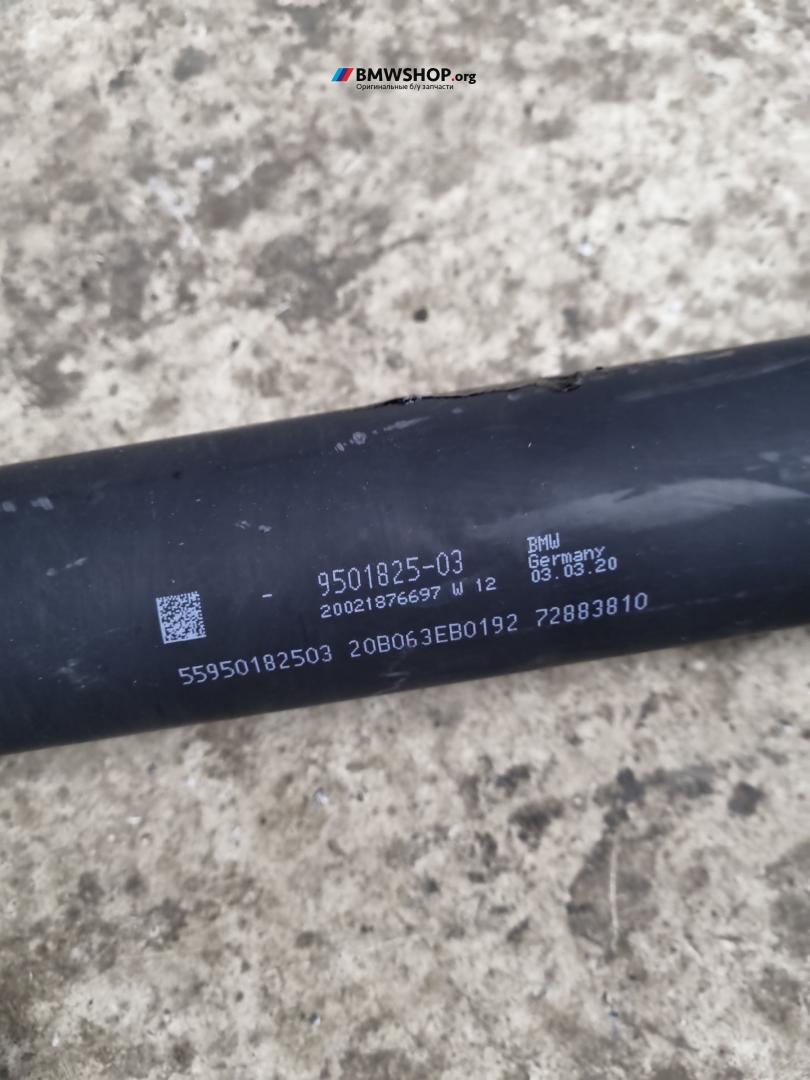 BMWSHOP.org
Оригинальные б/у запчасти
- 9501825-03
20021876697 W 12
BMW
Germany
03.03.20
55950182503 20B063EB0192 72883810